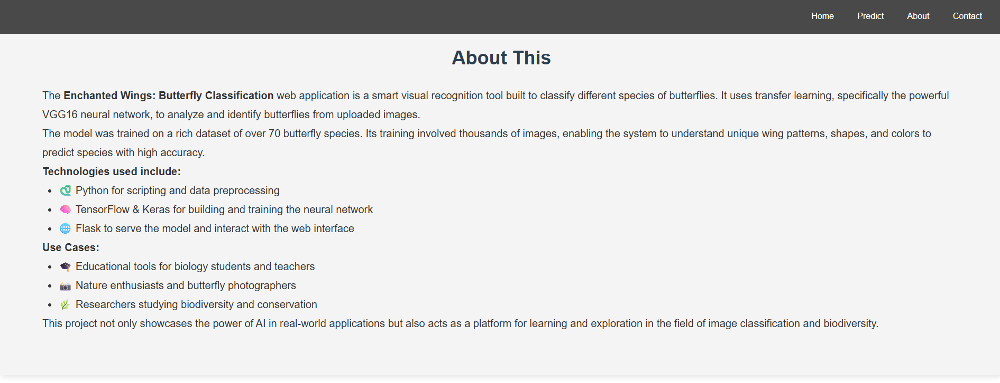 Home Predict About Contact
About This
The Enchanted Wings: Butterfly Classification web application is a smart visual recognition tool built to classify different species of butterflies. It uses transfer learning, specifically the powerful
VGG16 neural network, to analyze and identify butterflies from uploaded images.
The model was trained on a rich dataset of over 70 butterfly species. Its training involved thousands of images, enabling the system to understand unique wing patterns, shapes, and colors to
predict species with high accuracy.
Technologies used include:
• Python for scripting and data preprocessing
• TensorFlow & Keras for building and training the neural network
• Flask to serve the model and interact with the web interface
Use Cases:
• Educational tools for biology students and teachers
• Nature enthusiasts and butterfly photographers
• Researchers studying biodiversity and conservation
This project not only showcases the power of AI in real-world applications but also acts as a platform for learning and exploration in the field of image classification and biodiversity.